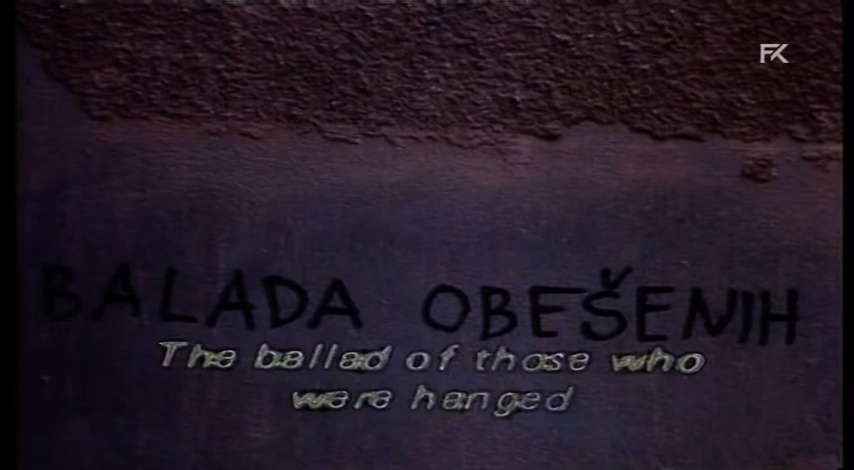 FK
BALADA OBEŠENIH
The ballad of those who
were hanged